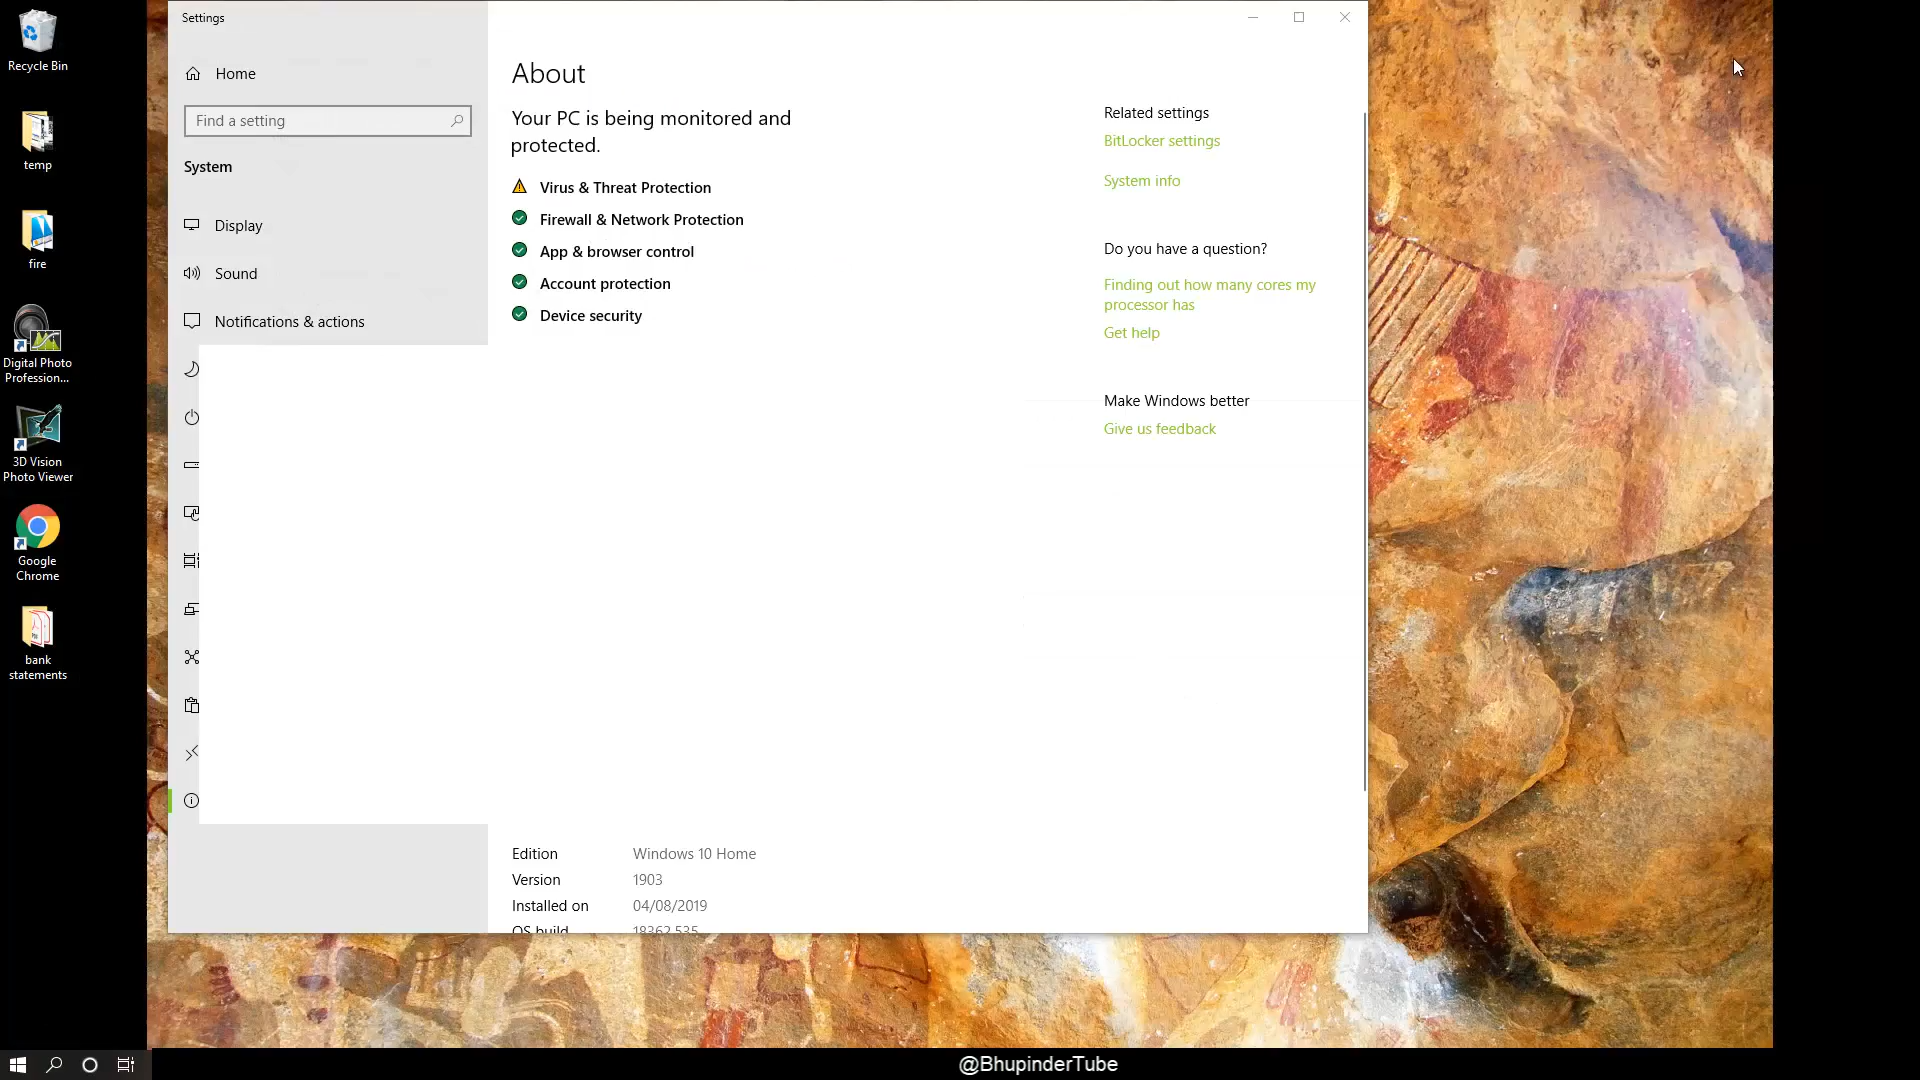 Recycle Bin
temp
fire
Digital Photo
Profession...
3D Vision
Photo Viewer
Google
Chrome
bank
statements
Settings
Home
Find a setting
System
Display
Sound
Notifications & actions
About
Your PC is being monitored and
protected.
Virus & Threat Protection
Firewall & Network Protection
App & browser control
Account protection
Device security
Edition Windows 10 Home
Version 1903
Installed on 04/08/2019
OS build 18362.535
Related settings
BitLocker settings
System info
Do you have a question?
Finding out how many cores my
processor has
Get help
Make Windows better
Give us feedback
@BhupinderTube